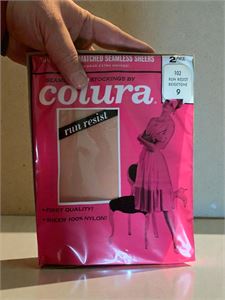 MATCHED SEAMLESS SHEERS
2 PAIR
102
RUN RESIST
BEIGETONE
9
STOCKINGS BY
colura
run resist
• FIRST QUALITY!
• SHEER 100% NYLON!